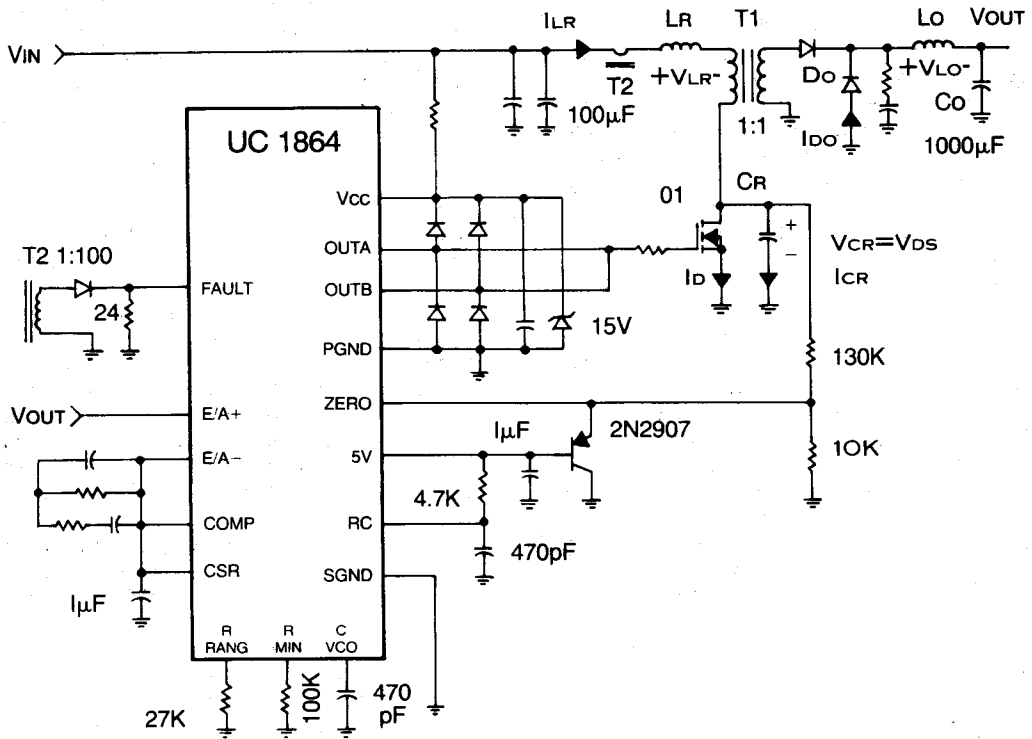 ILR
LR
T1
LO
VOUT
VIN
T2
+VLR-
DO
+VLO-
CO
100µF
1:1
IDO
1000µF
UC 1864
VCC
01
CR
+
-
VCR=VDS
ICR
OUTA
T2 1:100
FAULT
OUTB
ID
24
15V
PGND
130K
VOUT
E/A+
ZERO
2N2907
E/A-
5V
1µF
10K
4.7K
COMP
RC
470pF
CSR
SGND
1µF
R
RANG
R
MIN
C
VCO
27K
100K
470
pF